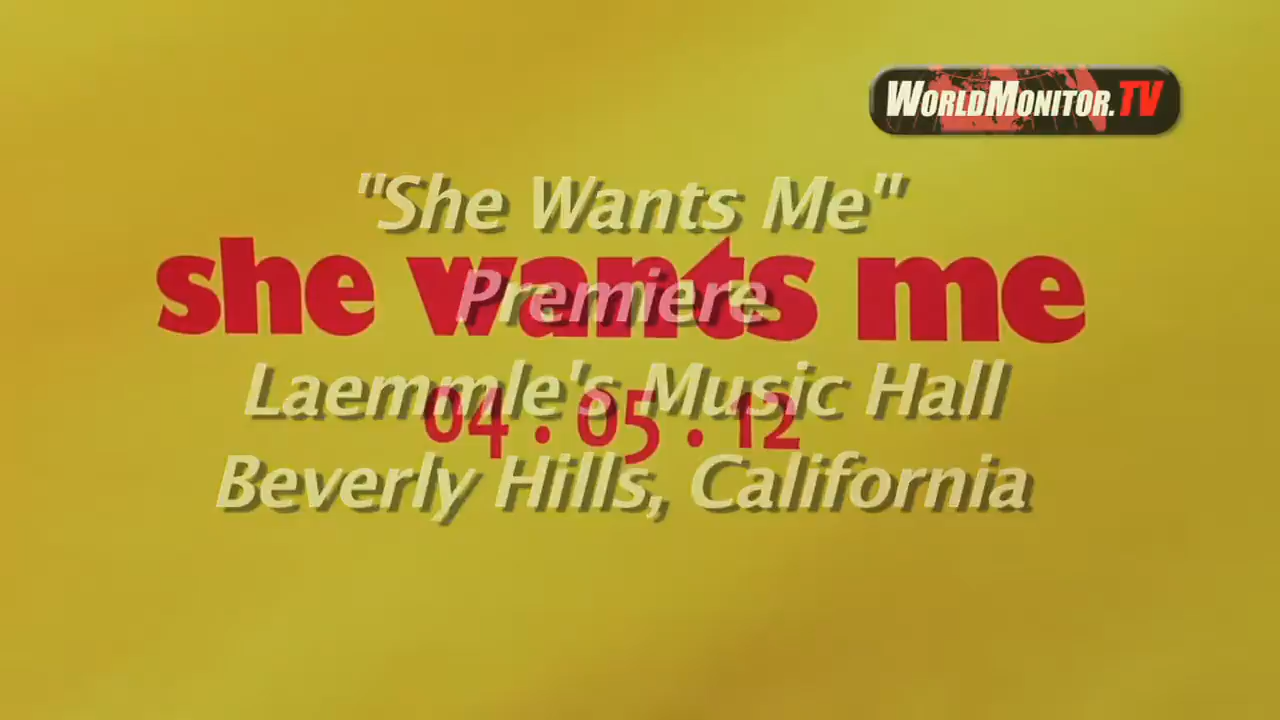 WORLDMONITOR.TV
"She Wants Me"
she wants me
Premiere
Laemmle's Music Hall
04.05.12
Beverly Hills, California